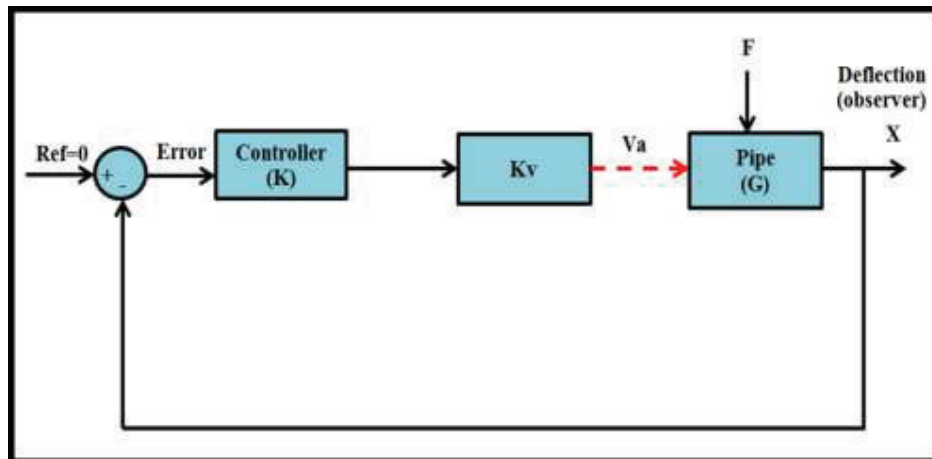 F
Deflection
(observer)
X
Ref=0
+
-
Error
Controller
(K)
Kv
Va
Pipe
(G)